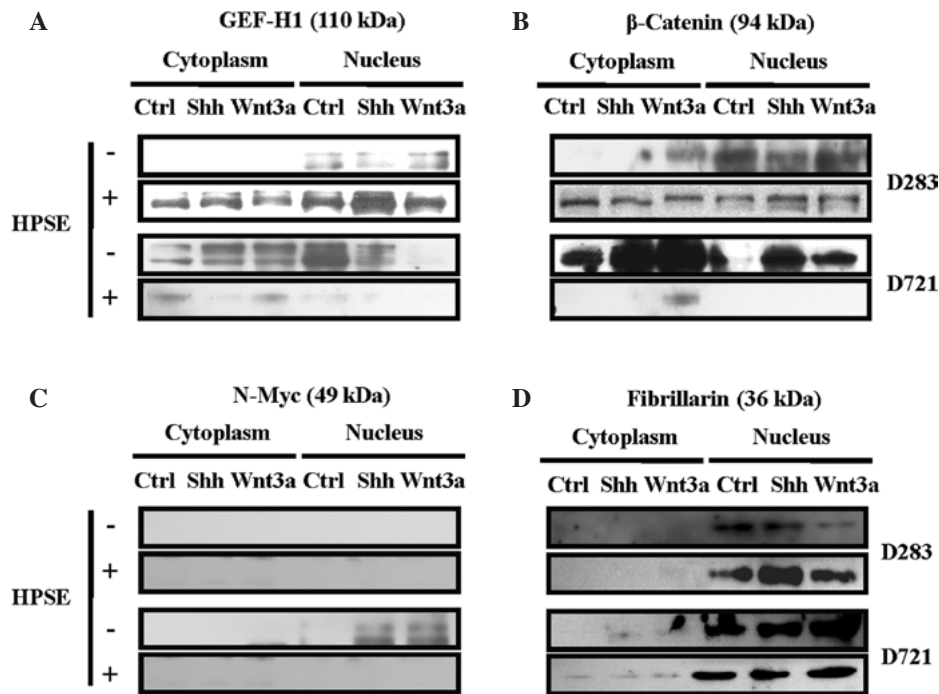 A
GEF-H1 (110 kDa)
Cytoplasm Nucleus
Ctrl Shh Wnt3a Ctrl Shh Wnt3a
HPSE
-
+
-
+
B
β-Catenin (94 kDa)
Cytoplasm Nucleus
Ctrl Shh Wnt3a Ctrl Shh Wnt3a
D283
D721
C
N-Myc (49 kDa)
Cytoplasm Nucleus
Ctrl Shh Wnt3a Ctrl Shh Wnt3a
HPSE
-
+
-
+
D
Fibrillarin (36 kDa)
Cytoplasm Nucleus
Ctrl Shh Wnt3a Ctrl Shh Wnt3a
D283
D721